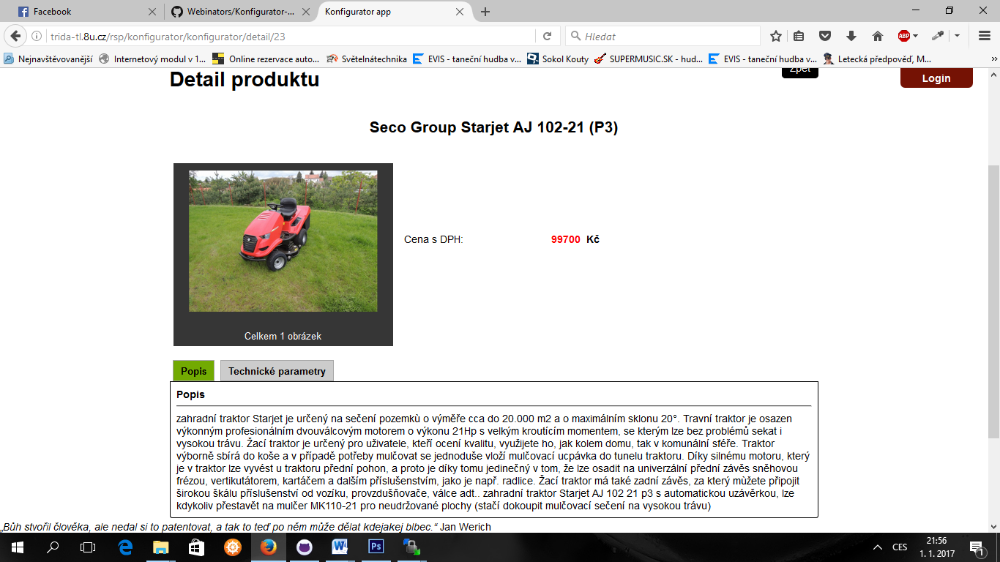 Facebook
Webinators/Konfigurator-...
Konfigurator app
trida-tl.8u.cz/rsp/konfigurator/konfigurator/detail/23
Hledat
ABP
Nejnavštěvovanější
Internetový modul v 1...
Online rezervace auto...
Světelnátechnika
EVIS - taneční hudba v...
Sokol Kouty
SUPERMUSIC.SK - hud...
EVIS - taneční hudba v...
Letecká předpověď, M...
Detail produktu
Zpět
Login
Seco Group Starjet AJ 102-21 (P3)
Cena s DPH:
99700 Kč
Celkem 1 obrázek
Popis
Technické parametry
Popis
zahradní traktor Starjet je určený na sečení pozemkù o výměře cca do 20.000 m2 a o maximálním sklonu 20°. Travní traktor je osazen
výkonným profesionálním dvouválcovým motorem o výkonu 21Hp s velkým kroutícím momentem, se kterým lze bez problémů sekat i
vysokou trávu. Žací traktor je určený pro uživatele, kteří ocení kvalitu, využijete ho, jak kolem domu, tak v komunální sféře. Traktor
výborně sbírá do koše a v případě potřeby mulčovat se jednoduše vloží mulčovací ucpávka do tunelu traktoru. Díky silnému motoru, který
je v traktor lze vyvést u traktoru přední pohon, a proto je díky tomu jedinečný v tom, že lze osadit na univerzální přední závěs sněhovou
frézou, vertikutátorem, kartáčem a dalším příslušenstvím, jako je např. radlice. Žací traktor má také zadní závěs, za který mùžete připojit
širokou škálu příslušenství od vozíku, provzdušňovače, válce adt.. zahradní traktor Starjet AJ 102 21 p3 s automatickou uzávěrkou, lze
kdykoliv přestavět na mulčer MK110-21 pro neudržované plochy (stačí dokoupit mulčovací sečení na vysokou trávu)
„Bůh stvořil člověka, ale nedal si to patentovat, a tak to teď po něm může dělat kdejakej blbec.“ Jan Werich
CES
21:56
1. 1. 2017
1